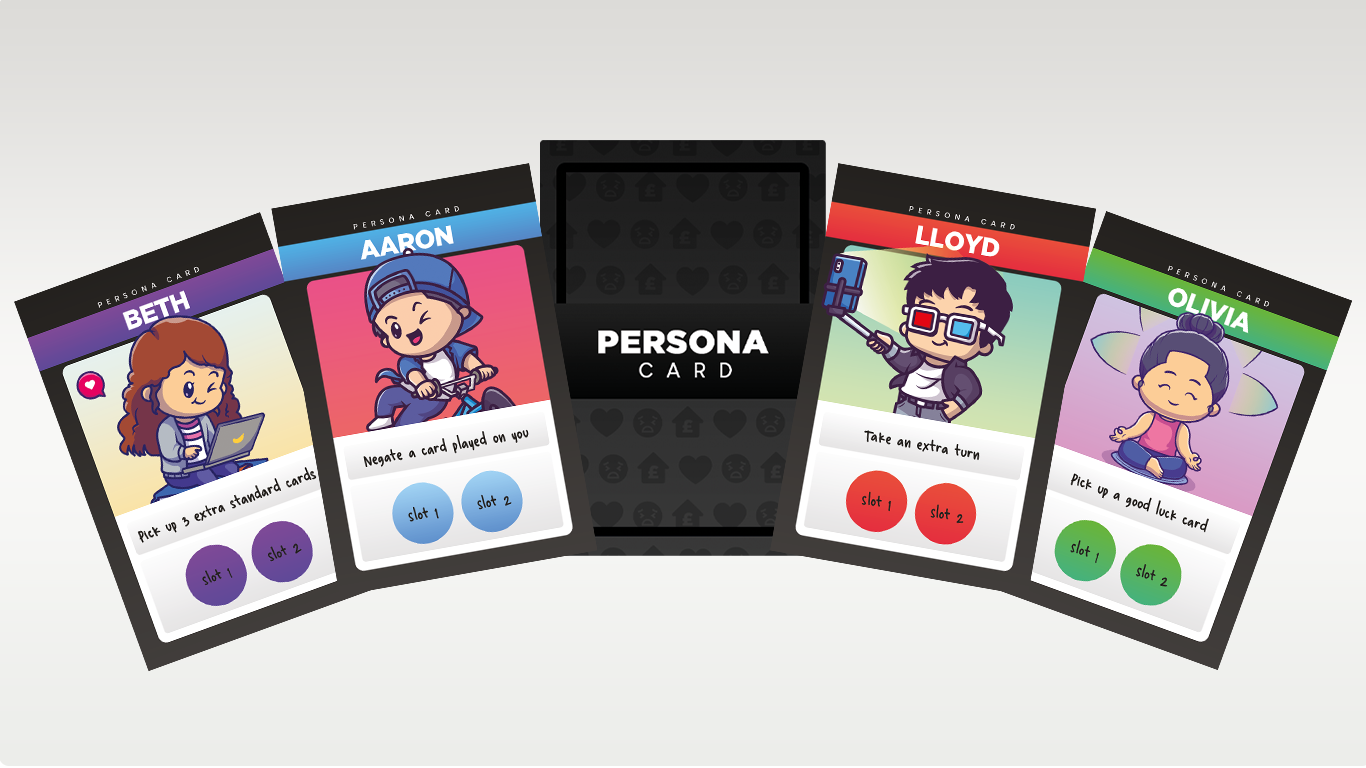 PERSONA CARD
BETH
Pick up 3 extra standard cards
slot 1
slot 2
PERSONA CARD
AARON
Negate a card played on you
slot 1
slot 2
PERSONA
CARD
PERSONA CARD
LLOYD
Take an extra turn
slot 1
slot 2
PERSONA CARD
OLIVIA
Pick up a good luck card
slot 1
slot 2